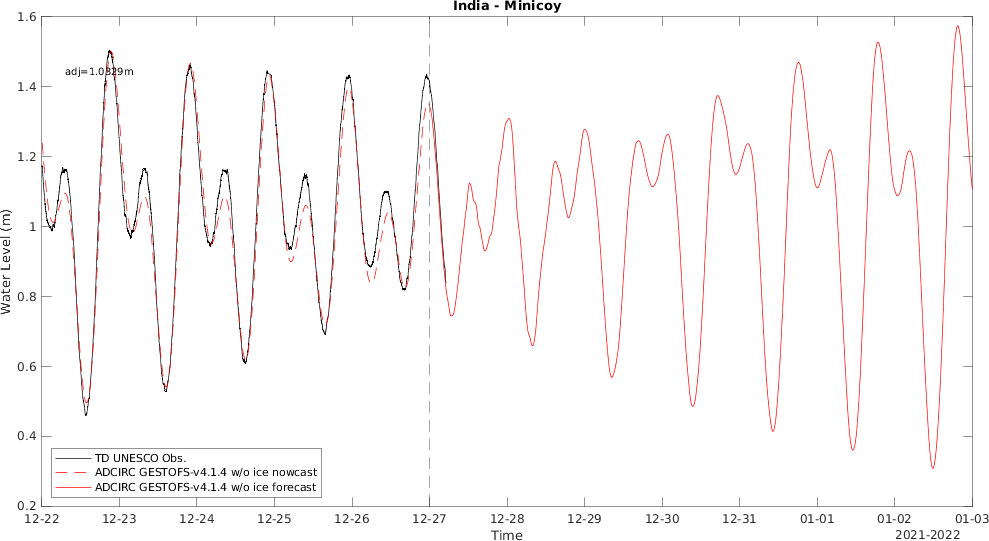 India - Minicoy
1.6
1.4
1.2
1
0.8
0.6
0.4
0.2
Water Level (m)
adj=1.0329m
TD UNESCO Obs.
ADCIRC GESTOFS-v4.1.4 w/o ice nowcast
ADCIRC GESTOFS-v4.1.4 w/o ice forecast
12-22 12-23 12-24 12-25 12-26 12-27 12-28 12-29 12-30 12-31 01-01 01-02 01-03
Time
2021-2022